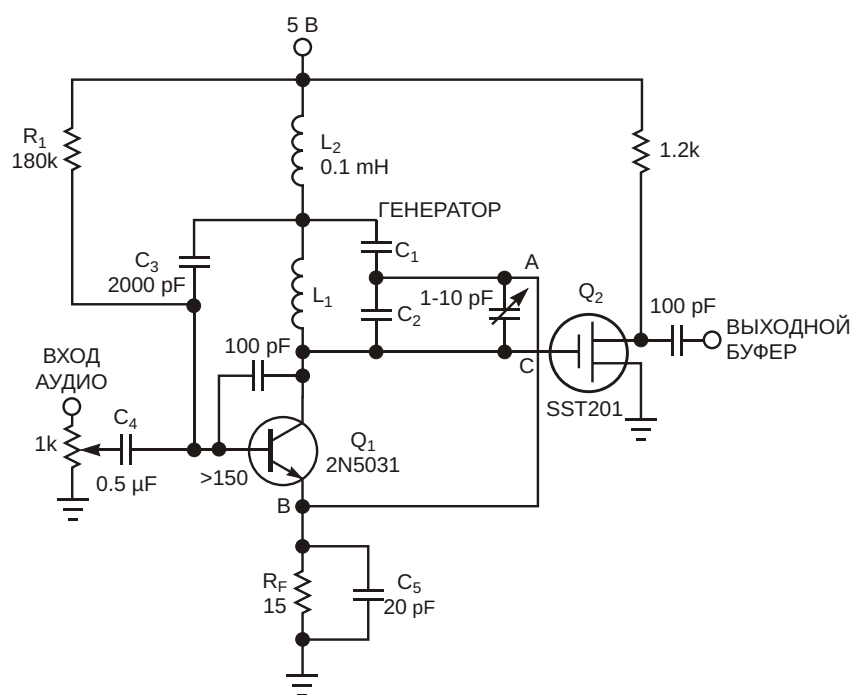 5 В
R1
180k
L2
0.1 mH
1.2k
ГЕНЕРАТОР
C1
C3
2000 pF
A
L1
1-10 pF
C2
Q2
100 pF
ВЫХОДНОЙ
БУФЕР
100 pF
C
ВХОД
АУДИО
SST201
C4
1k
Q1
2N5031
0.5 µF
>150
B
RF
15
C5
20 pF